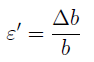 ε′ = Δb / b